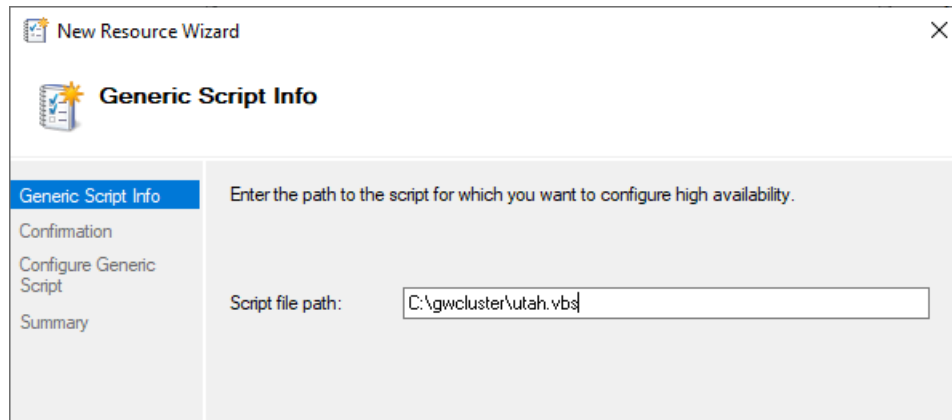 New Resource Wizard
Generic Script Info
Generic Script Info
Confirmation
Configure Generic
Script
Summary
Enter the path to the script for which you want to configure high availability.
Script file path:
C:\gwcluster\utah.vbs